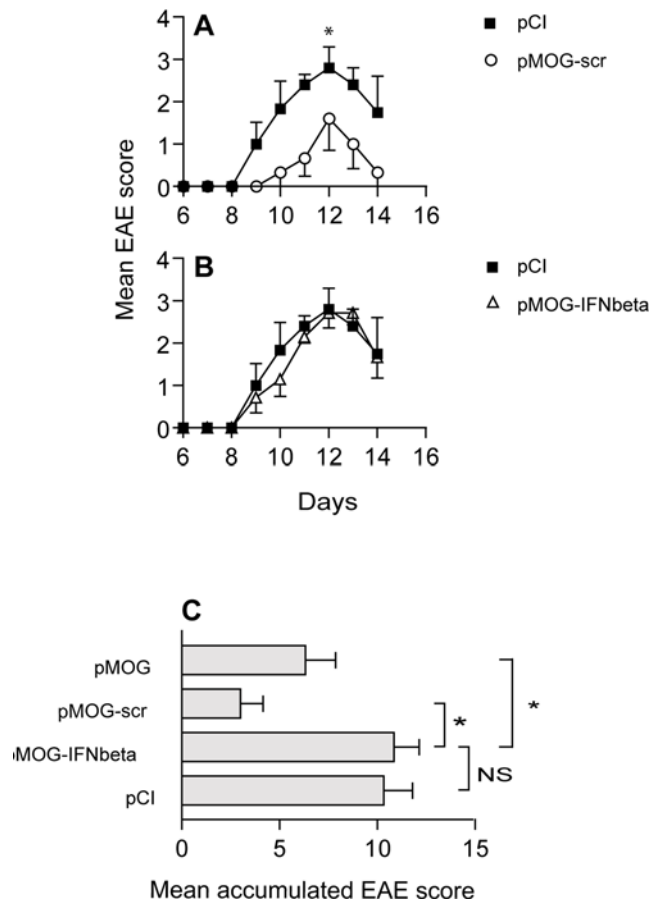 A
*
pCI
pMOG-scr
4
3
2
1
0
6 8 10 12 14 16
Mean EAE score
B
pCI
pMOG-IFNbeta
4
3
2
1
0
6 8 10 12 14 16
Days
C
pMOG
pMOG-scr
MOG-IFNbeta
pCI
*
*
NS
0 5 10 15
Mean accumulated EAE score